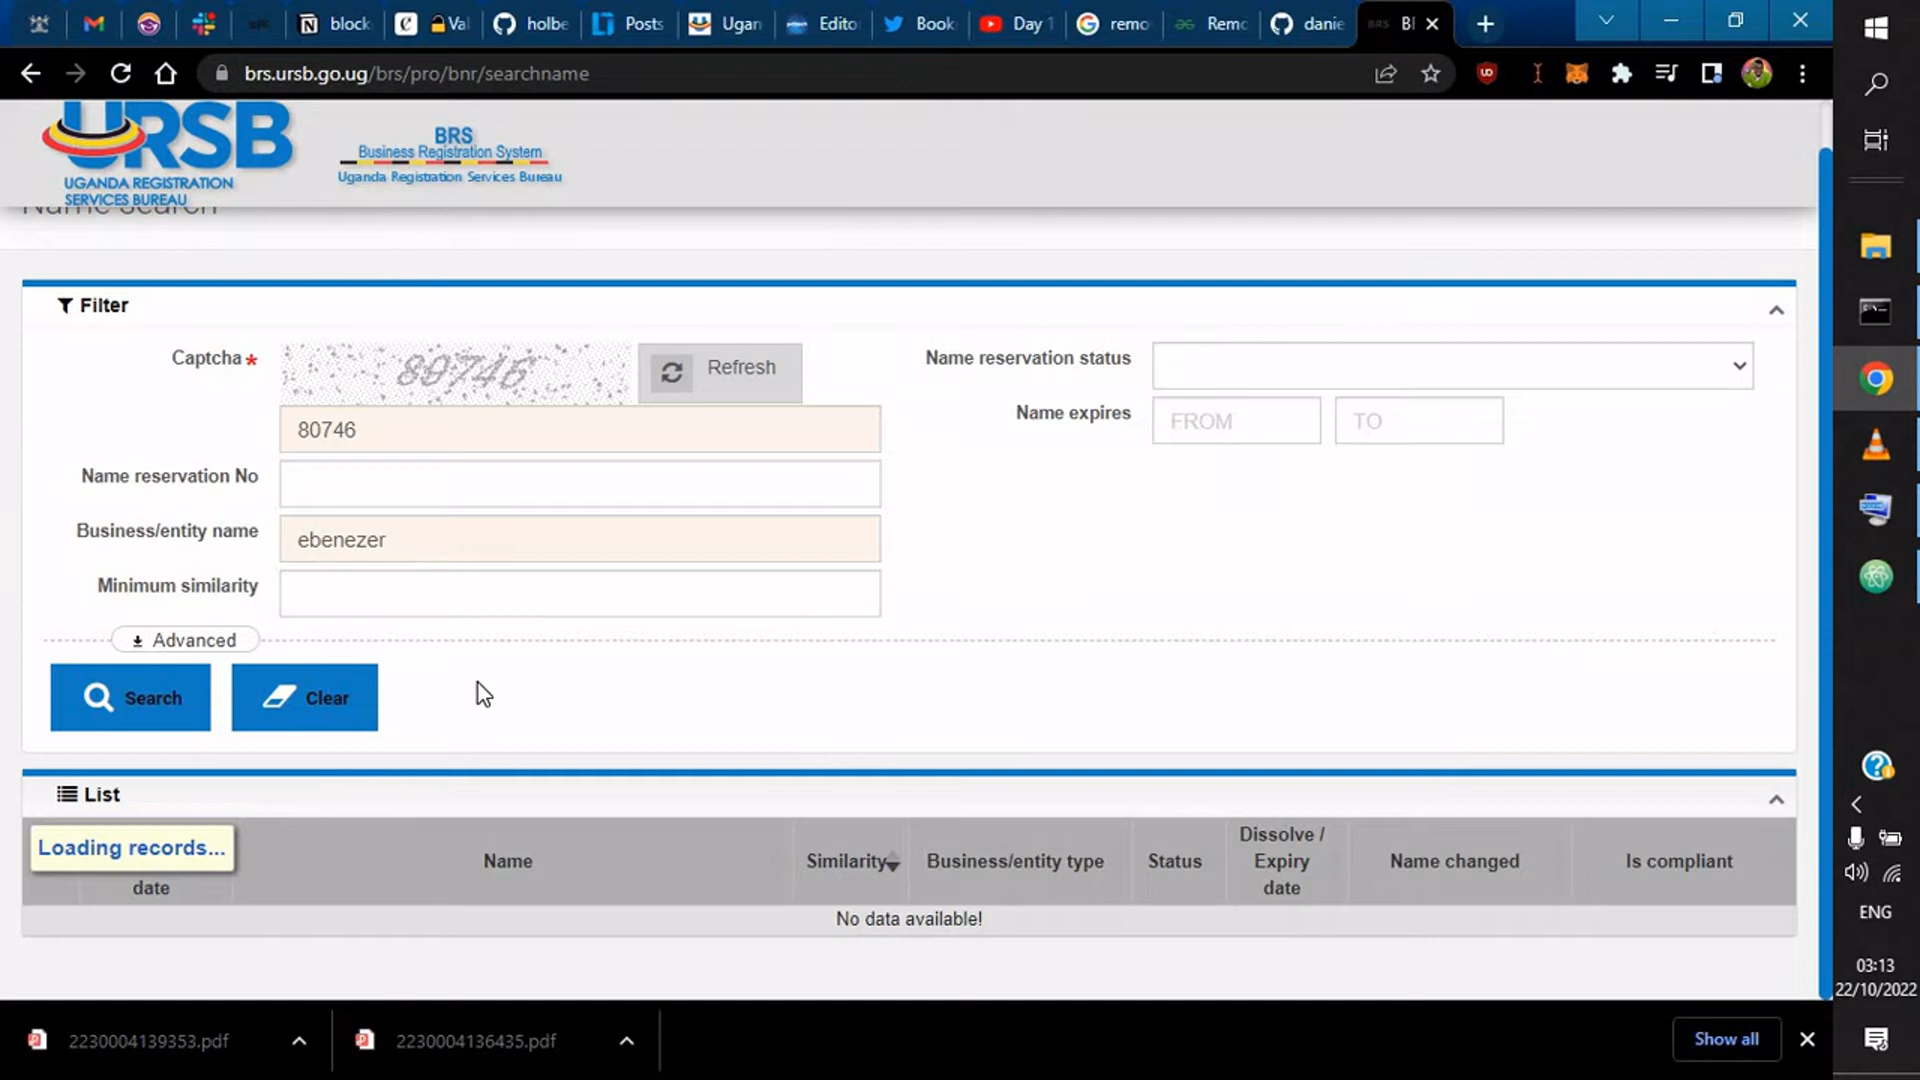 block
Val
holbe
Posts
Ugan
Edito
Book
Day 1
remo
Remo
danie
BRS
Bl
brs.ursb.go.ug/brs/pro/bnr/searchname
URSB
UGANDA REGISTRATION
SERVICES BUREAU
BRS
Business Registration System
Uganda Registration Services Bureau
Name search
Filter
Captcha*
80746
Refresh
80746
Name reservation No
Business/entity name
ebenezer
Minimum similarity
Name reservation status
Name expires
FROM
TO
Advanced
Search
Clear
List
Loading records...
date
Name
Similarity
Business/entity type
Status
Dissolve /
Expiry
date
Name changed
Is compliant
No data available!
2230004139353.pdf
2230004136435.pdf
Show all
ENG
03:13
22/10/2022